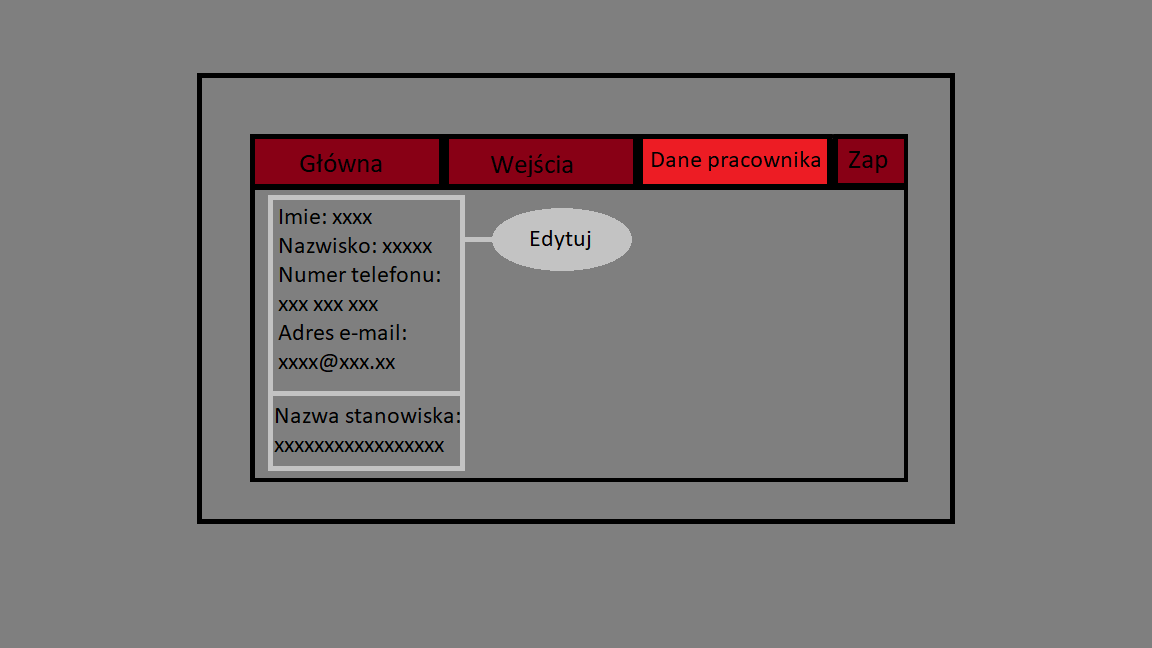 Główna
Wejścia
Dane pracownika
Zap
Imie: xxxx
Nazwisko: xxxxx
Numer telefonu:
xxx xxx xxx
Adres e-mail:
xxxx@xxx.xx
Edytuj
Nazwa stanowiska:
xxxxxxxxxxxxxxxxx